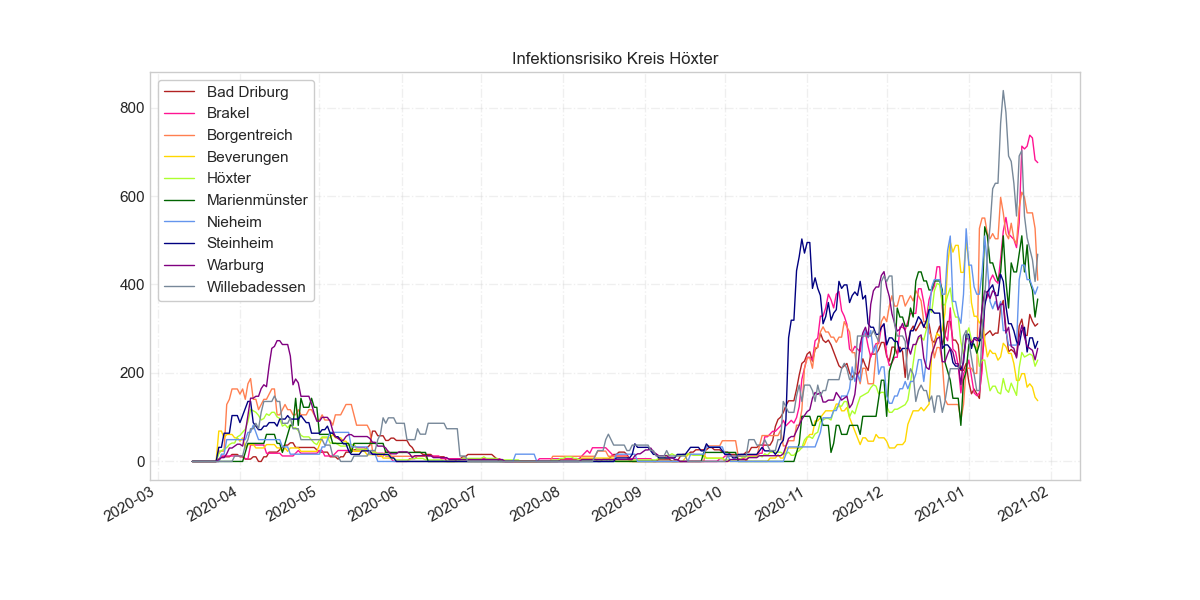 Infektionsrisiko Kreis Höxter
800
600
400
200
0
Bad Driburg
Brakel
Borgentreich
Beverungen
Höxter
Marienmünster
Nieheim
Steinheim
Warburg
Willebadessen
2020-03
2020-04
2020-05
2020-06
2020-07
2020-08
2020-09
2020-10
2020-11
2020-12
2021-01
2021-02